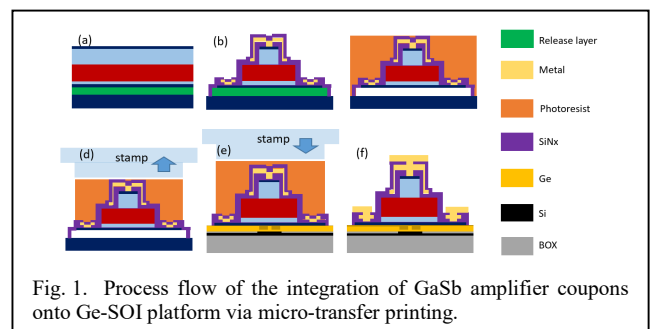 (a)
(b)
Release layer
Metal
Photoresist
SiNx
(d)
stamp
(e)
stamp
(f)
Ge
Si
BOX
Fig. 1. Process flow of the integration of GaSb amplifier coupons
onto Ge-SOI platform via micro-transfer printing.